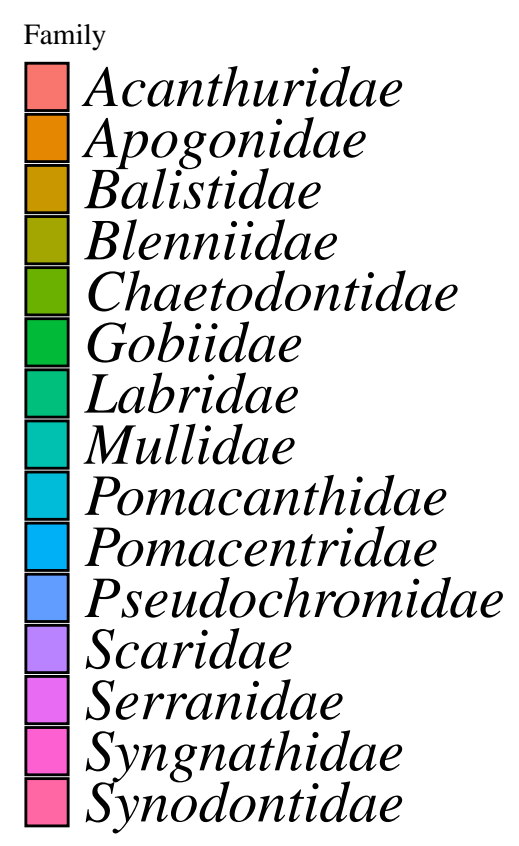 Family
Acanthuridae
Apogonidae
Balistidae
Blenniidae
Chaetodontidae
Gobiidae
Labridae
Mullidae
Pomacanthidae
Pomacentridae
Pseudochromidae
Scaridae
Serranidae
Syngnathidae
Synodontidae